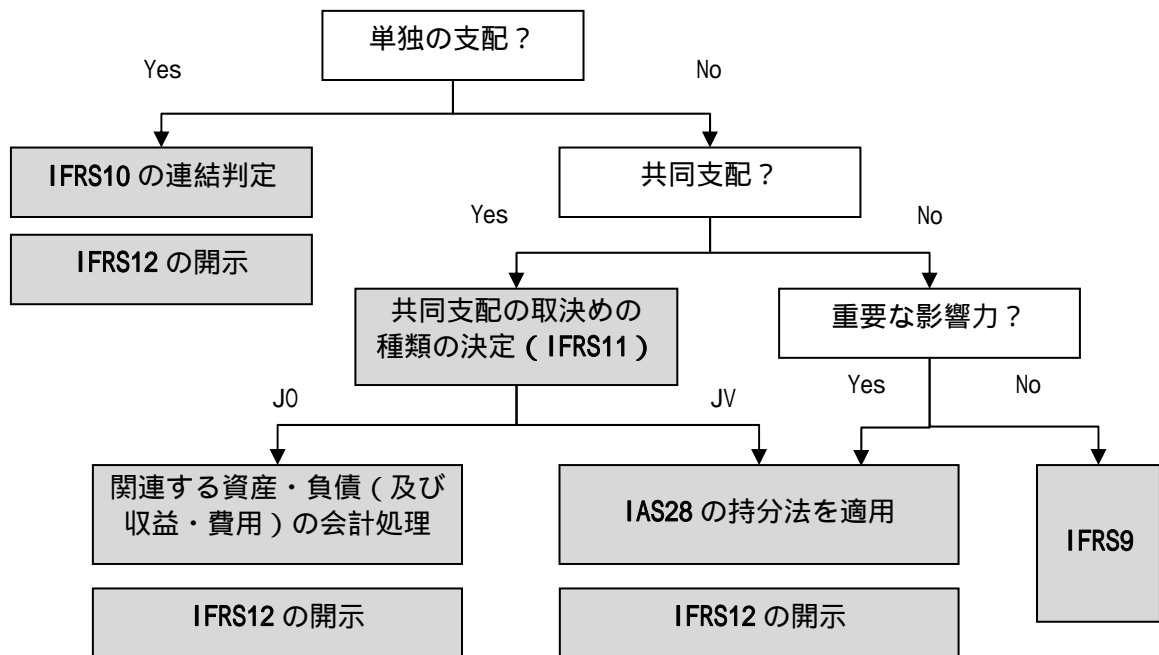 単独の支配？
Yes
No
IFRS10 の連結判定
共同支配？
Yes
No
IFRS12 の開示
共同支配の取決めの
種類の決定（IFRS11）
重要な影響力？
JO
JV
Yes
No
関連する資産・負債（及び
収益・費用）の会計処理
IAS28 の持分法を適用
IFRS9
IFRS12 の開示
IFRS12 の開示